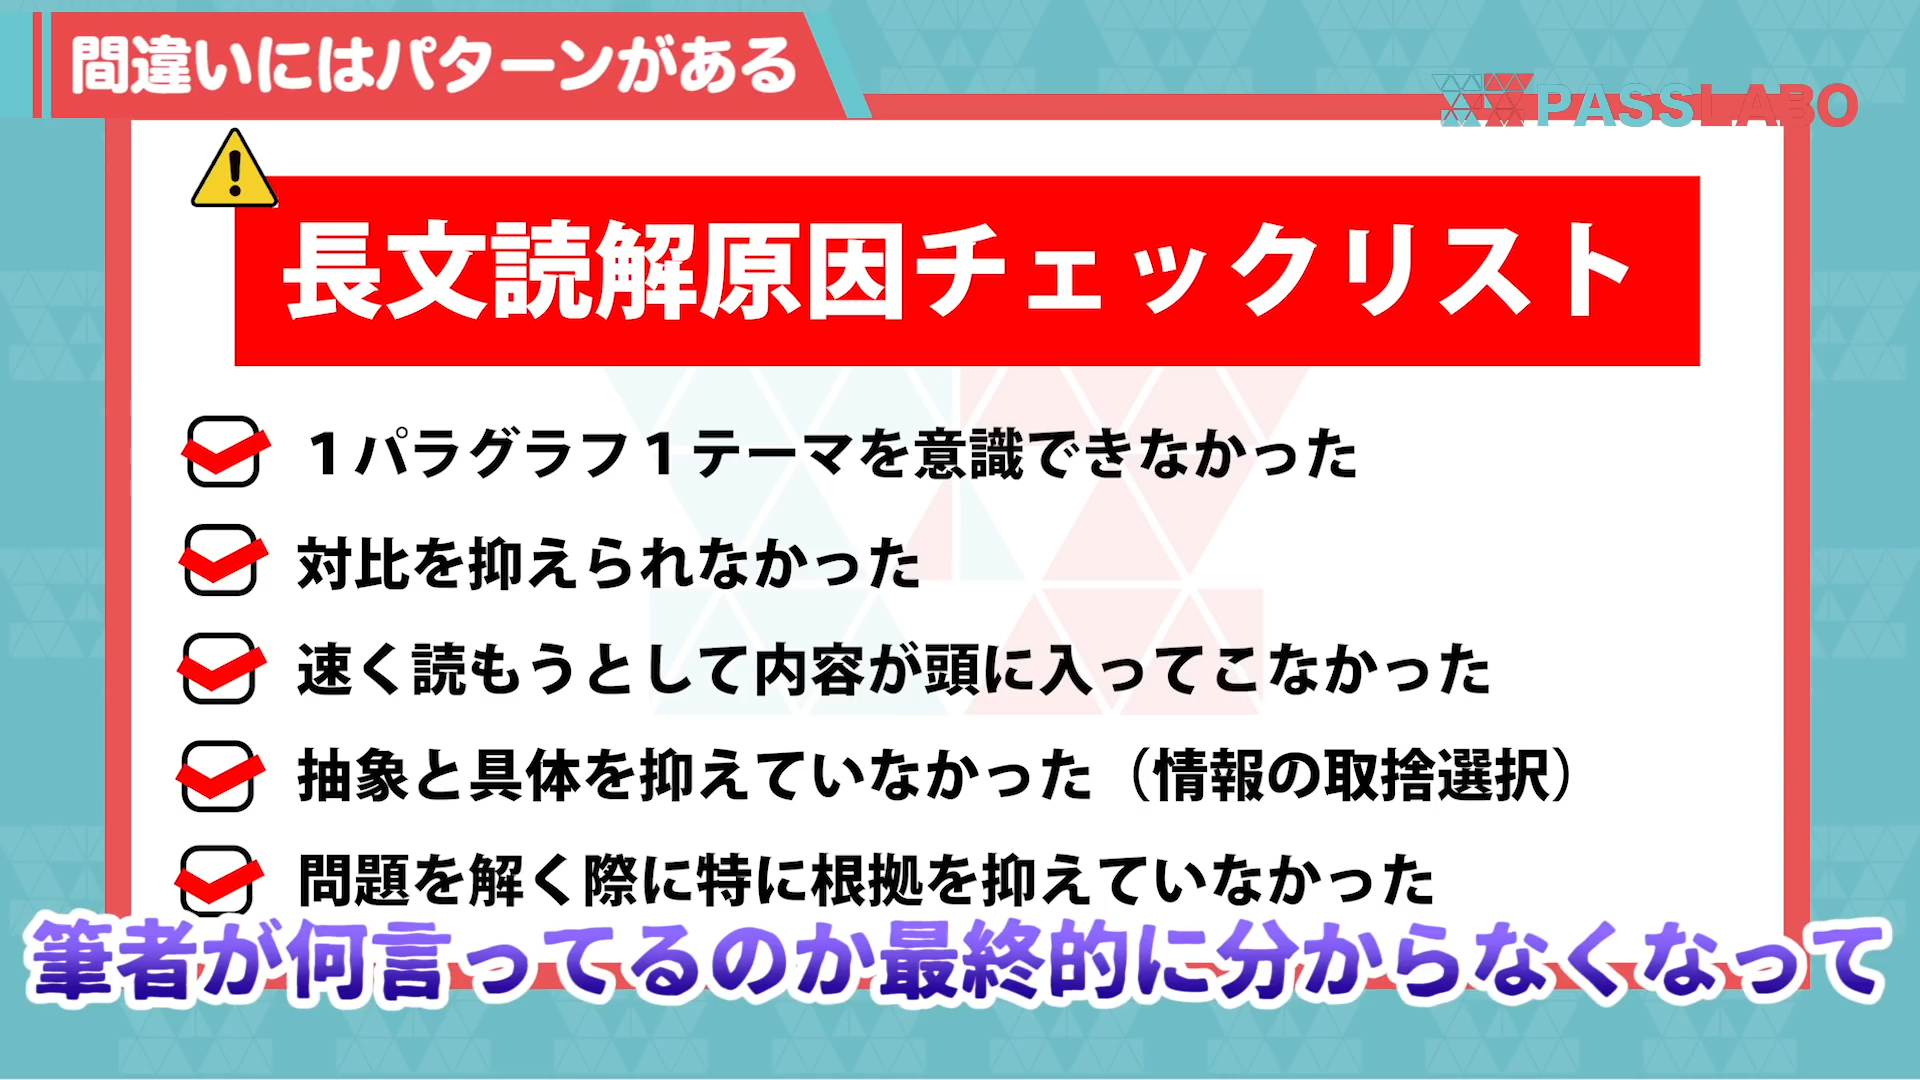 間違いにはパターンがある
PASSLABO
長文読解原因チェックリスト
１パラグラフ１テーマを意識できなかった
対比を抑えられなかった
速く読もうとして内容が頭に入ってこなかった
抽象と具体を抑えていなかった（情報の取捨選択）
問題を解く際に特に根拠を抑えていなかった
筆者が何言ってるのか最終的に分からなくなって